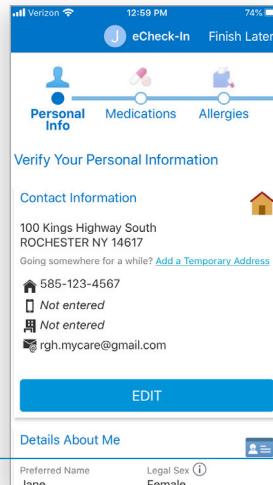 Verizon 12:59 PM 74%
J eCheck-In Finish Later
Personal Info Medications Allergies
Verify Your Personal Information
Contact Information
100 Kings Highway South
ROCHESTER NY 14617
Going somewhere for a while? Add a Temporary Address
585-123-4567
Not entered
Not entered
rgh.mycare@gmail.com
EDIT
Details About Me
Preferred Name Legal Sex
Jane Female